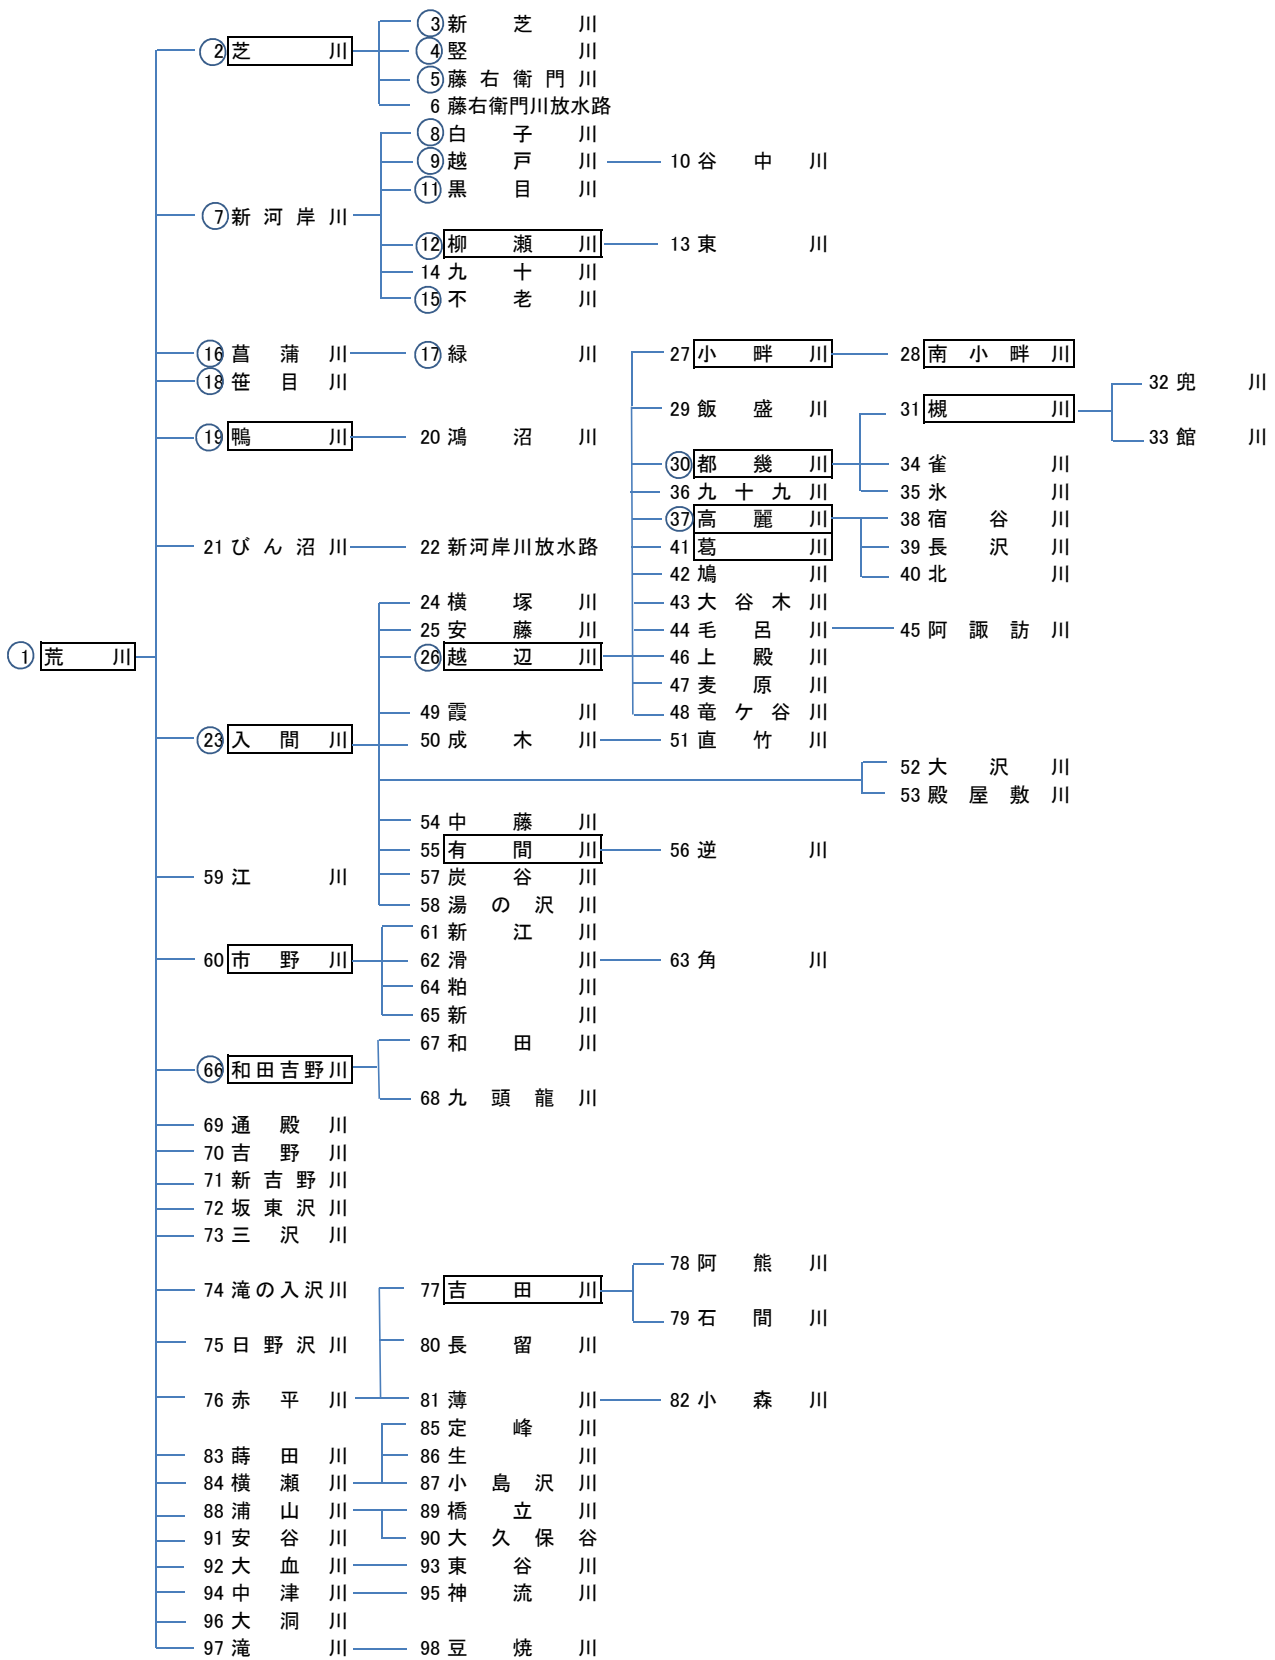 3 新芝川
2 芝川 4 竪川
5 藤右衛門川
6 藤右衛門川放水路
8 白子川
9 越戸川 10 谷中川
11 黒目川
7 新河岸川
12 柳瀬川 13 東川
14 九十川
15 不老川
16 菖蒲川 17 緑川 27 小畔川 28 南小畔川
18 笹目川 32 兜川
29 飯盛川 31 槻川
19 鴨川 20 鴻沼川 33 館川
30 都幾川 34 雀川
36 九十九川 35 氷川
37 高麗川 38 宿谷川
21 びん沼川 22 新河岸川放水路 41 葛川 39 長沢川
42 鳩川 40 北川
24 横塚川 43 大谷木川
25 安藤川 44 毛呂川 45 阿諏訪川
1 荒川 26 越辺川 46 上殿川
47 麦原川
49 霞川 48 竜ケ谷川
23 入間川 50 成木川 51 直竹川
52 大沢川
53 殿屋敷川
54 中藤川
55 有間川 56 逆川
59 江川 57 炭谷川
58 湯の沢川
61 新江川
60 市野川 62 滑川 63 角川
64 粕川
65 新川
67 和田川
66 和田吉野川
68 九頭龍川
69 通殿川
70 吉野川
71 新吉野川
72 坂東沢川
73 三沢川
78 阿熊川
74 滝の入沢川 77 吉田川
79 石間川
75 日野沢川 80 長留川
76 赤平川 81 薄川 82 小森川
85 定峰川
83 蒔田川 86 生川
84 横瀬川 87 小島沢川
88 浦山川 89 橋立川
91 安谷川 90 大久保谷
92 大血川 93 東谷川
94 中津川 95 神流川
96 大洞川
97 滝川 98 豆焼川